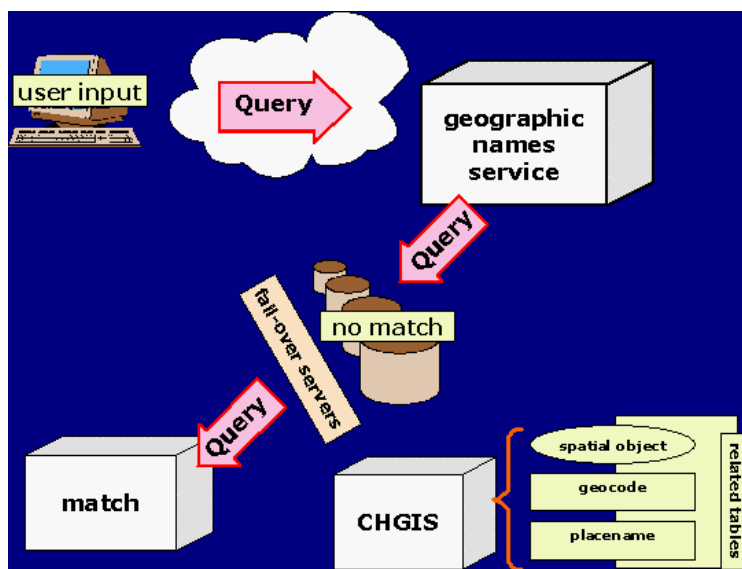 user input
Query
geographic
names
service
Query
no match
fail-over servers
Query
match
CHGIS
spatial object
geocode
placename
related tables